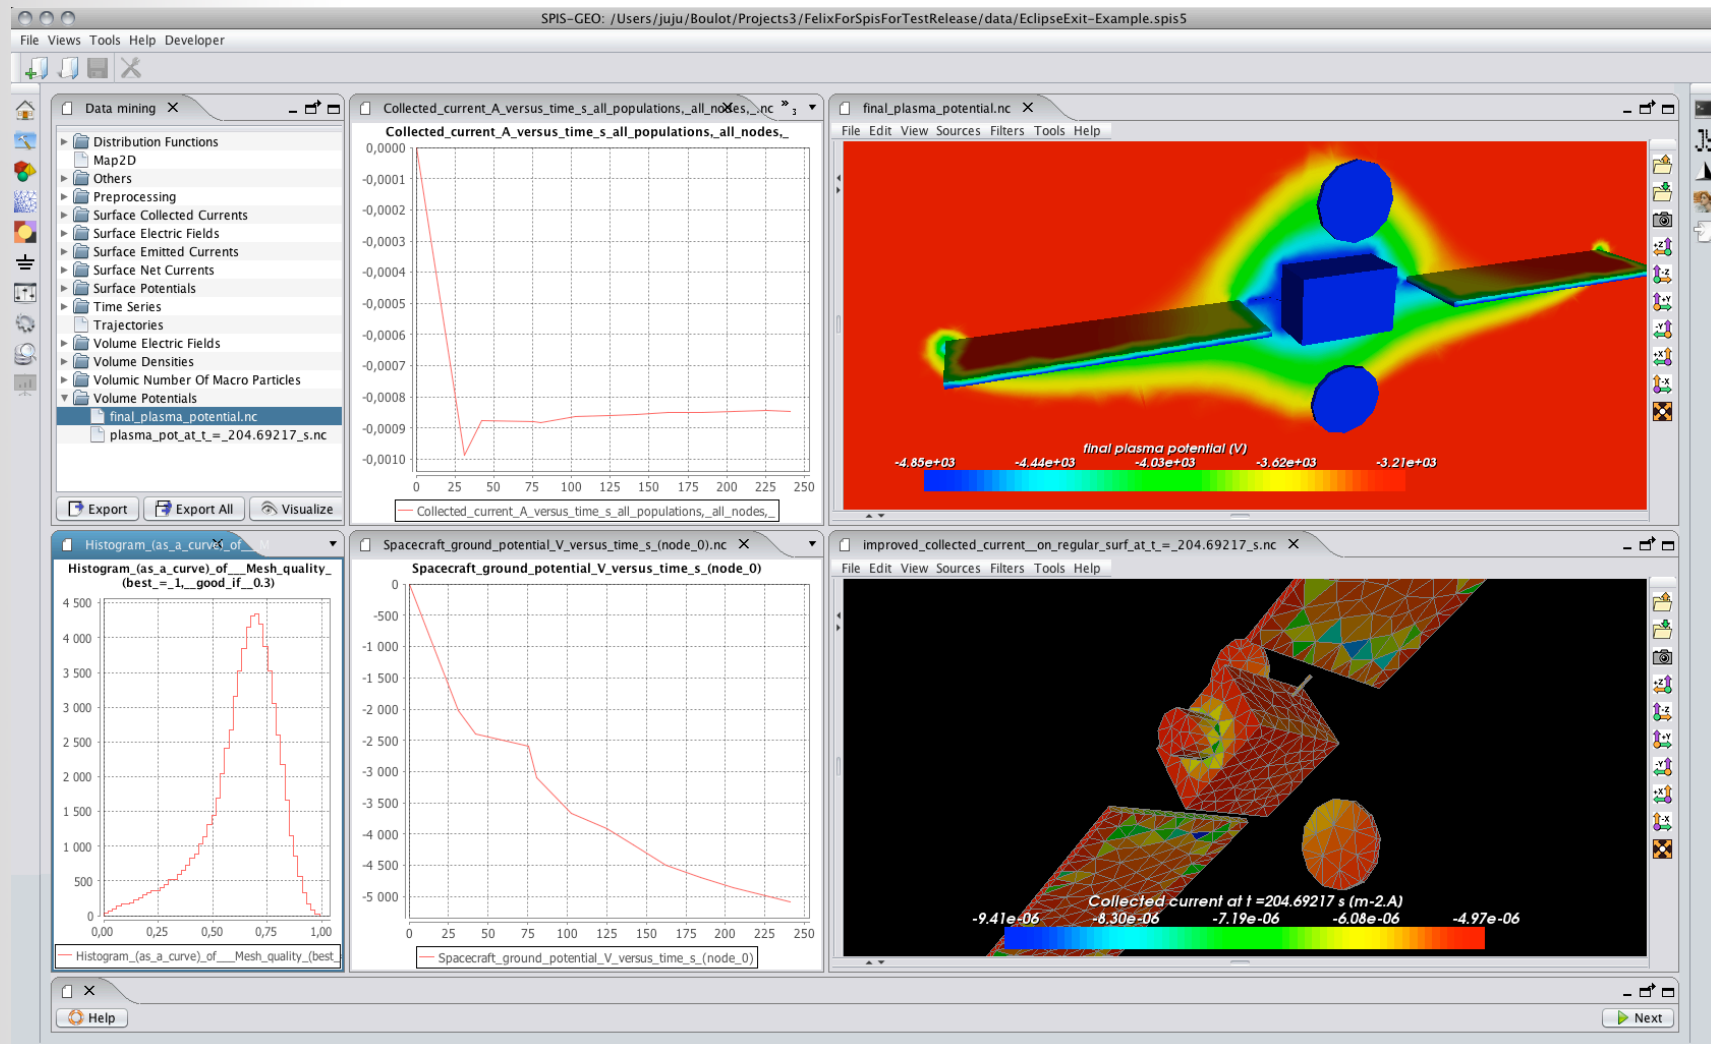 SPIS-GEO: /Users/juju/Boulot/Projects3/FelixForSpisForTestRelease/data/EclipseExit-Example.spis5
File Views Tools Help Developer
Data mining
Distribution Functions
Map2D
Others
Preprocessing
Surface Collected Currents
Surface Electric Fields
Surface Emitted Currents
Surface Net Currents
Surface Potentials
Time Series
Trajectories
Volume Electric Fields
Volume Densities
Volumic Number Of Macro Particles
Volume Potentials
final_plasma_potential.nc
plasma_pot_at_t_=_204.69217_s.nc
Export Export All Visualize
Collected_current_A_versus_time_s_all_populations,_all_nodes,_.nc »3
Collected_current_A_versus_time_s_all_populations,_all_nodes,_
0,0000
-0,0001
-0,0002
-0,0003
-0,0004
-0,0005
-0,0006
-0,0007
-0,0008
-0,0009
-0,0010
0 25 50 75 100 125 150 175 200 225 250
Collected_current_A_versus_time_s_all_populations,_all_nodes,_
final_plasma_potential.nc
File Edit View Sources Filters Tools Help
final plasma potential (V)
-4.85e+03 -4.44e+03 -4.03e+03 -3.62e+03 -3.21e+03
+Z
-Z
+Y
-Y
+X
-X
Histogram_(as_a_curve)_of___M
Histogram_(as_a_curve)_of___Mesh_quality_
(best_=_1,__good_if__0.3)
4 500
4 000
3 500
3 000
2 500
2 000
1 500
1 000
500
0
0,00 0,25 0,50 0,75 1,00
Histogram_(as_a_curve)_of___Mesh_quality_(best_
Spacecraft_ground_potential_V_versus_time_s_(node_0).nc
Spacecraft_ground_potential_V_versus_time_s_(node_0)
0
-500
-1 000
-1 500
-2 000
-2 500
-3 000
-3 500
-4 000
-4 500
-5 000
0 25 50 75 100 125 150 175 200 225 250
Spacecraft_ground_potential_V_versus_time_s_(node_0)
improved_collected_current__on_regular_surf_at_t_=_204.69217_s.nc
File Edit View Sources Filters Tools Help
Collected current at t =204.69217 s (m-2.A)
-9.41e-06 -8.30e-06 -7.19e-06 -6.08e-06 -4.97e-06
+Z
-Z
+Y
-Y
+X
-X
Help
Next